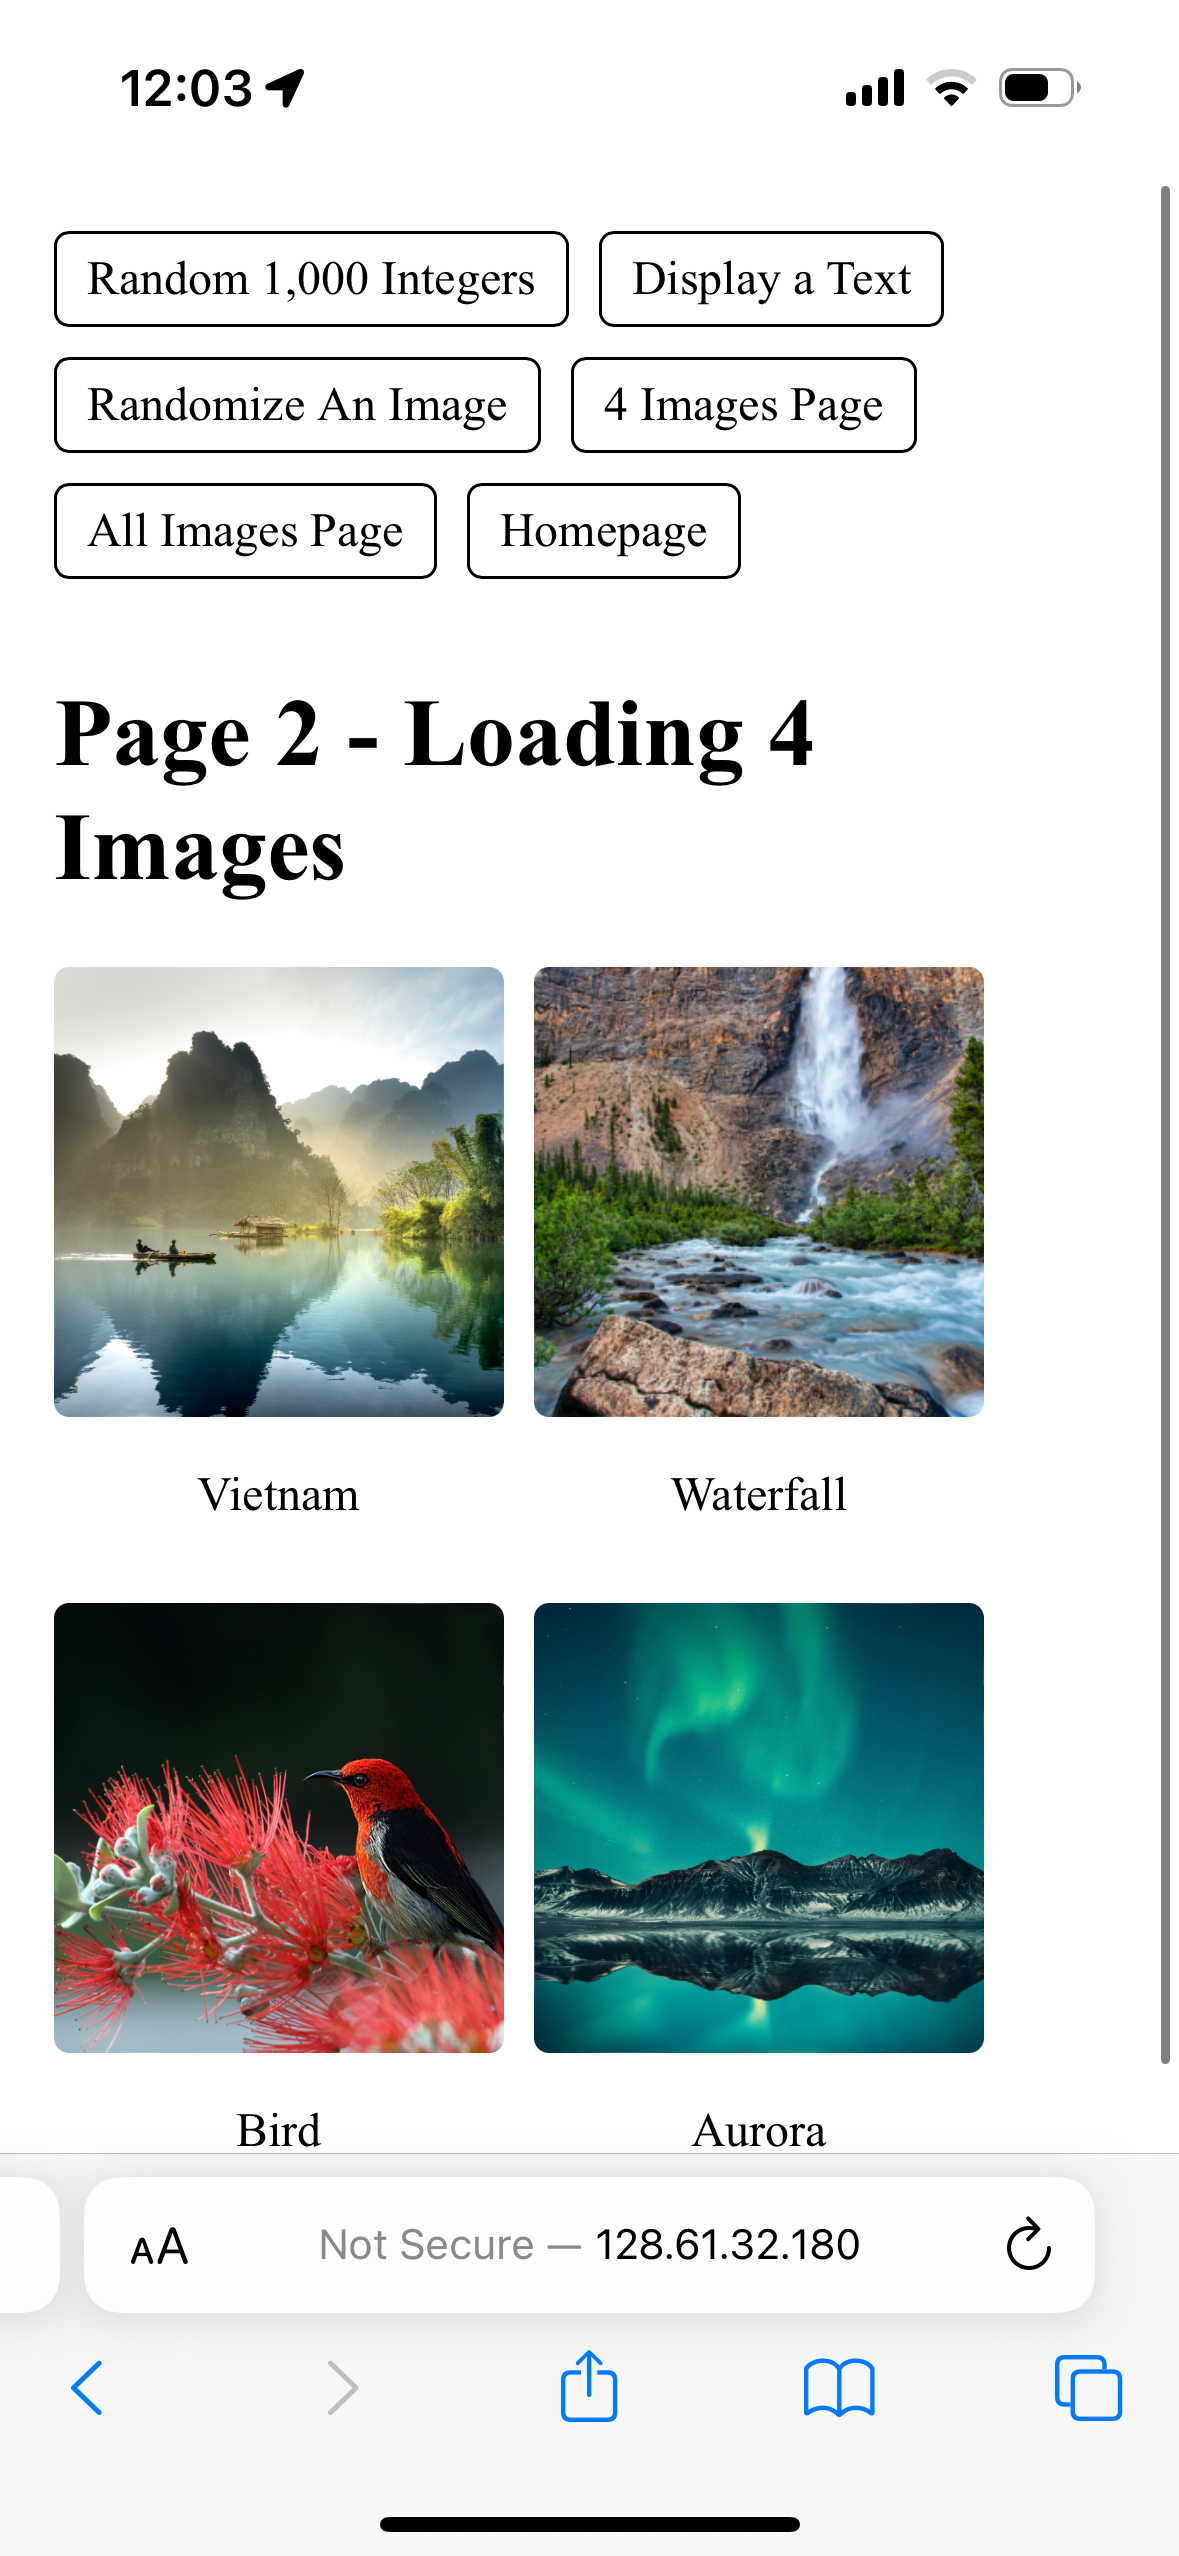 12:03
Random 1,000 Integers Display a Text
Randomize An Image 4 Images Page
All Images Page Homepage
Page 2 - Loading 4
Images
Vietnam Waterfall
Bird Aurora
AA Not Secure — 128.61.32.180